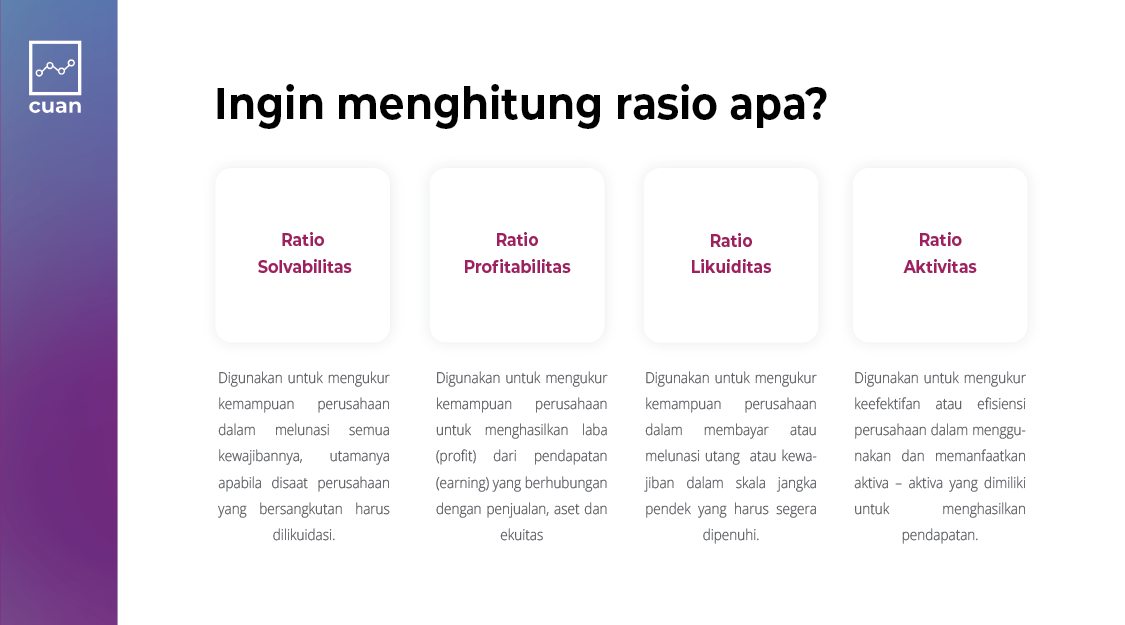 cuan
Ingin menghitung rasio apa?
Ratio
Solvabilitas
Ratio
Profitabilitas
Ratio
Likuiditas
Ratio
Aktivitas
Digunakan untuk mengukur
kemampuan perusahaan
dalam melunasi semua
kewajibannya, utamanya
apabila disaat perusahaan
yang bersangkutan harus
dilikuidasi.
Digunakan untuk mengukur
kemampuan perusahaan
untuk menghasilkan laba
(profit) dari pendapatan
(earning) yang berhubungan
dengan penjualan, aset dan
ekuitas
Digunakan untuk mengukur
kemampuan perusahaan
dalam membayar atau
melunasi utang atau kewa-
jiban dalam skala jangka
pendek yang harus segera
dipenuhi.
Digunakan untuk mengukur
keefektifan atau efisiensi
perusahaan dalam menggu-
nakan dan memanfaatkan
aktiva – aktiva yang dimiliki
untuk menghasilkan
pendapatan.